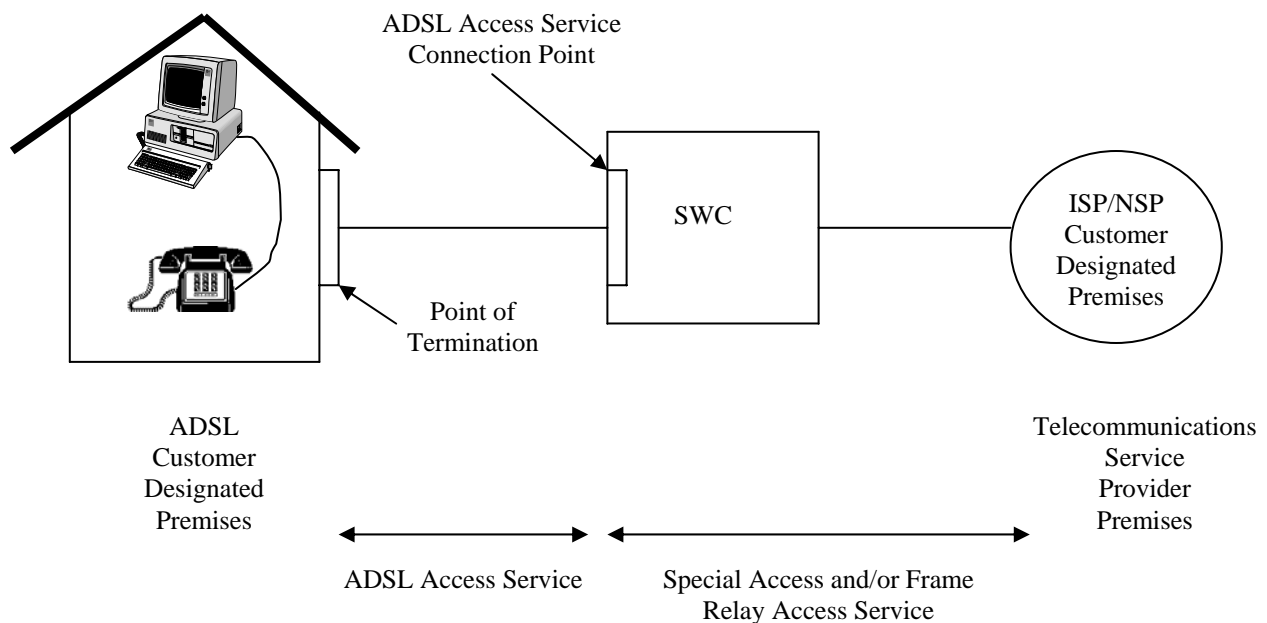 ADSL Access Service
Connection Point
SWC
ISP/NSP
Customer
Designated
Premises
Point of
Termination
ADSL
Customer
Designated
Premises
Telecommunications
Service
Provider
Premises
ADSL Access Service
Special Access and/or Frame
Relay Access Service